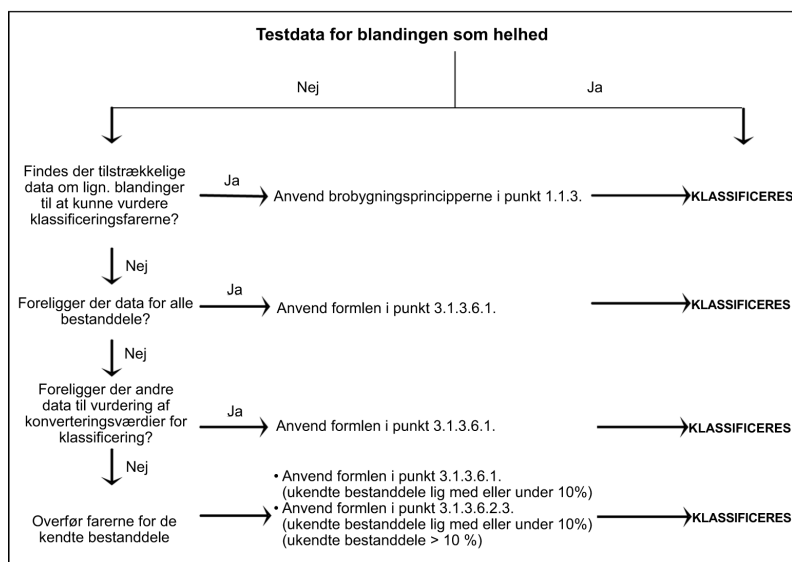 Testdata for blandingen som helhed
Nej
Ja
Findes der tilstrækkelige
data om lign. blandinger
til at kunne vurdere
klassificeringsfarerne?
Ja
Anvend brobygningsprincipperne i punkt 1.1.3.
KLASSIFICERES
Nej
Foreligger der data for alle
bestanddele?
Ja
Anvend formlen i punkt 3.1.3.6.1.
KLASSIFICERES
Nej
Foreligger der andre
data til vurdering af
konverteringsværdier for
klassificering?
Ja
Anvend formlen i punkt 3.1.3.6.1.
KLASSIFICERES
Nej
Overfør farerne for de
kendte bestanddele
• Anvend formlen i punkt 3.1.3.6.1.
(ukendte bestanddele lig med eller under 10%)
• Anvend formlen i punkt 3.1.3.6.2.3.
(ukendte bestanddele lig med eller under 10%)
(ukendte bestanddele > 10 %)
KLASSIFICERES